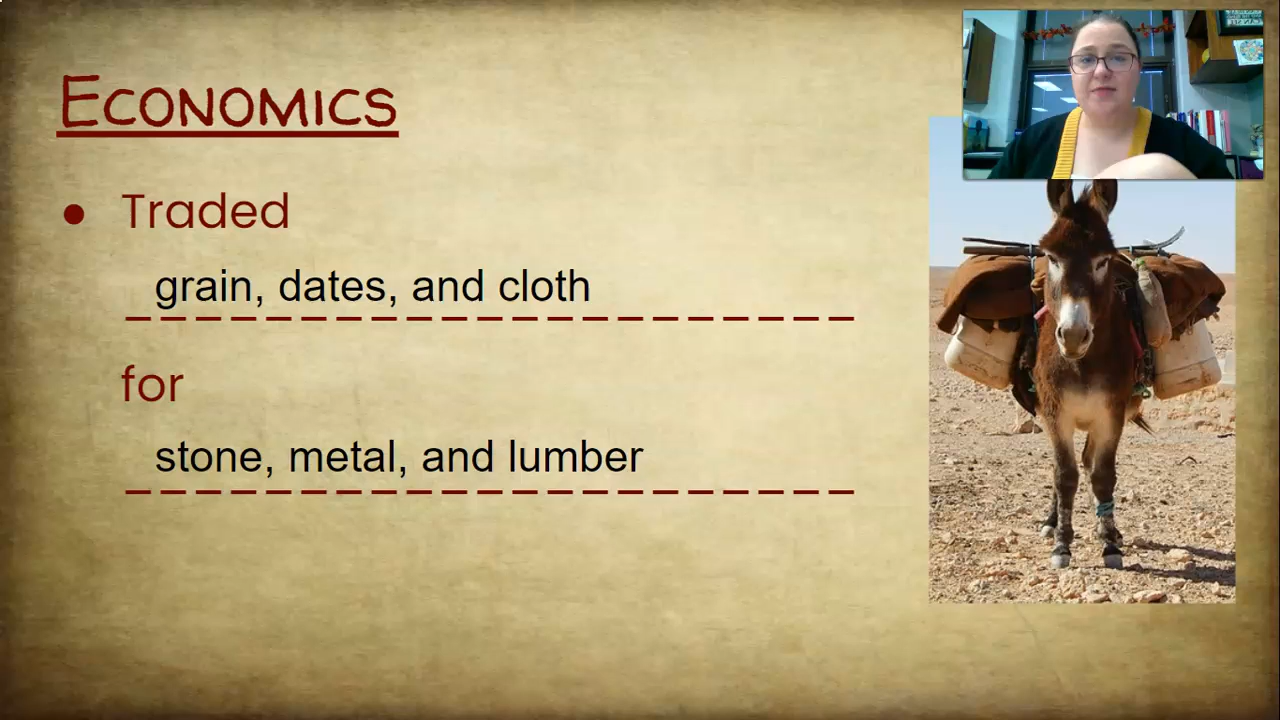 Economics
● Traded
grain, dates, and cloth
for
stone, metal, and lumber